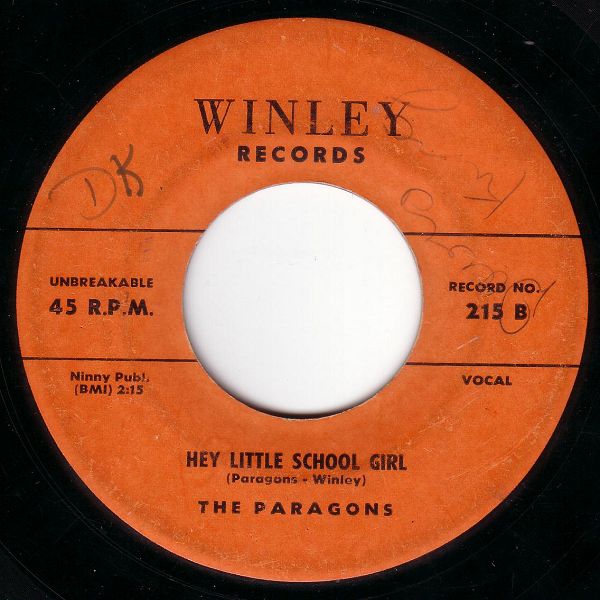 WINLEY
RECORDS
DK
UNBREAKABLE
45 R.P.M.
RECORD NO.
215 B
Ninny Publ.
(BMI) 2:15
VOCAL
HEY LITTLE SCHOOL GIRL
(Paragons - Winley)
THE PARAGONS